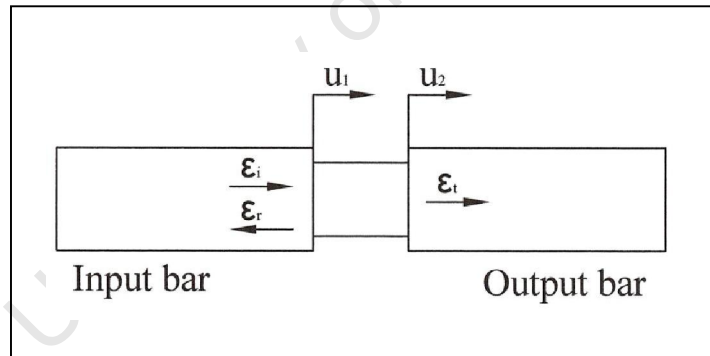 u₁ u₂
εᵢ εₜ
εᵣ
Input bar Output bar